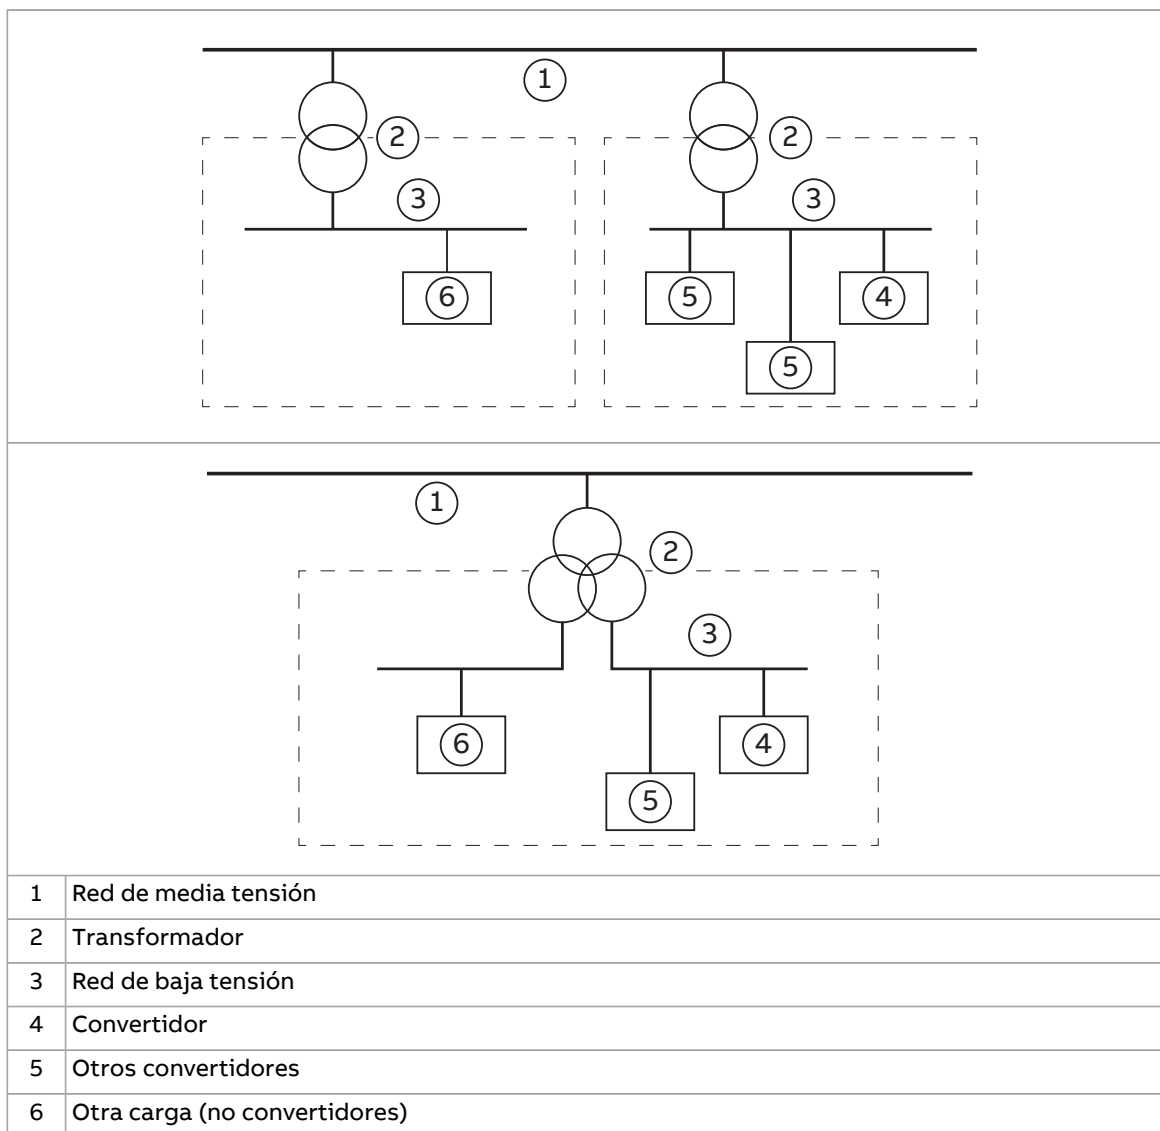 1
2
2
3
3
6
5
4
5
1
2
3
6
4
5
1 Red de media tensión
2 Transformador
3 Red de baja tensión
4 Convertidor
5 Otros convertidores
6 Otra carga (no convertidores)